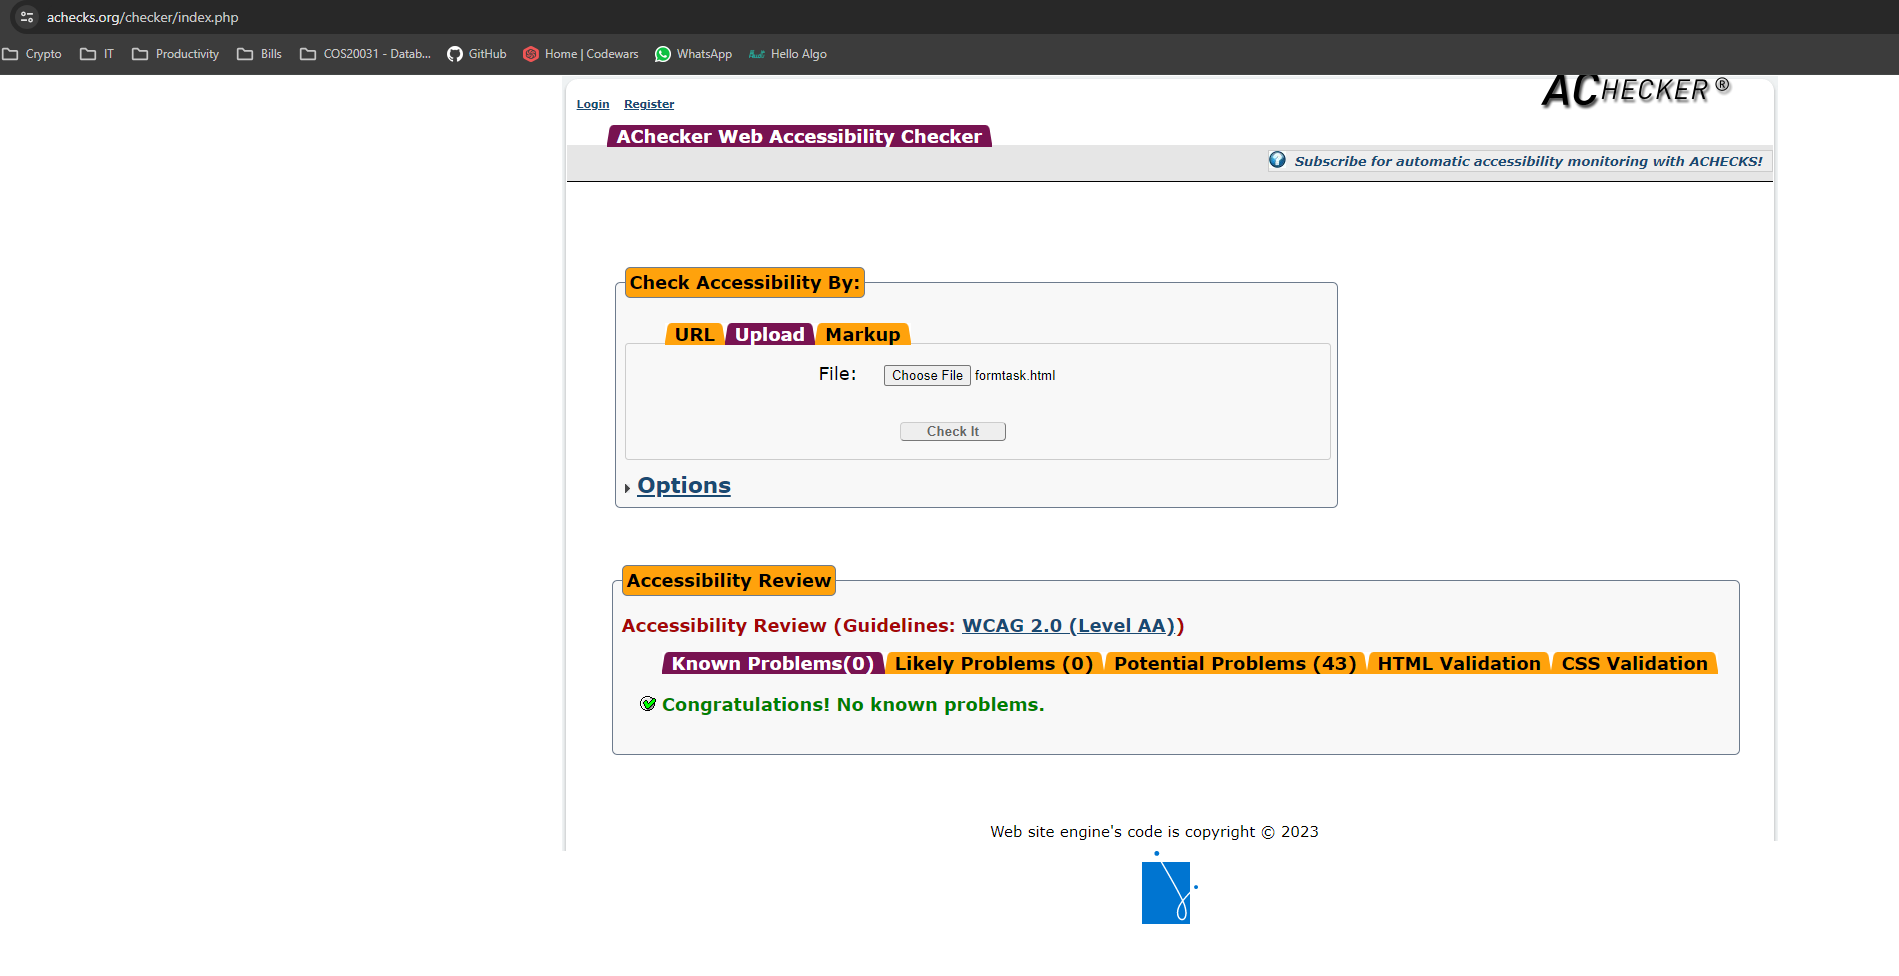 achecks.org/checker/index.php
Crypto IT Productivity Bills COS20031 - Datab... GitHub Home | Codewars WhatsApp Hello Algo
ACHECKER ®
Login Register
AChecker Web Accessibility Checker
Subscribe for automatic accessibility monitoring with ACHECKS!
Check Accessibility By:
URL Upload Markup
File: Choose File formtask.html
Check It
Options
Accessibility Review
Accessibility Review (Guidelines: WCAG 2.0 (Level AA))
Known Problems(0) Likely Problems (0) Potential Problems (43) HTML Validation CSS Validation
Congratulations! No known problems.
Web site engine's code is copyright © 2023